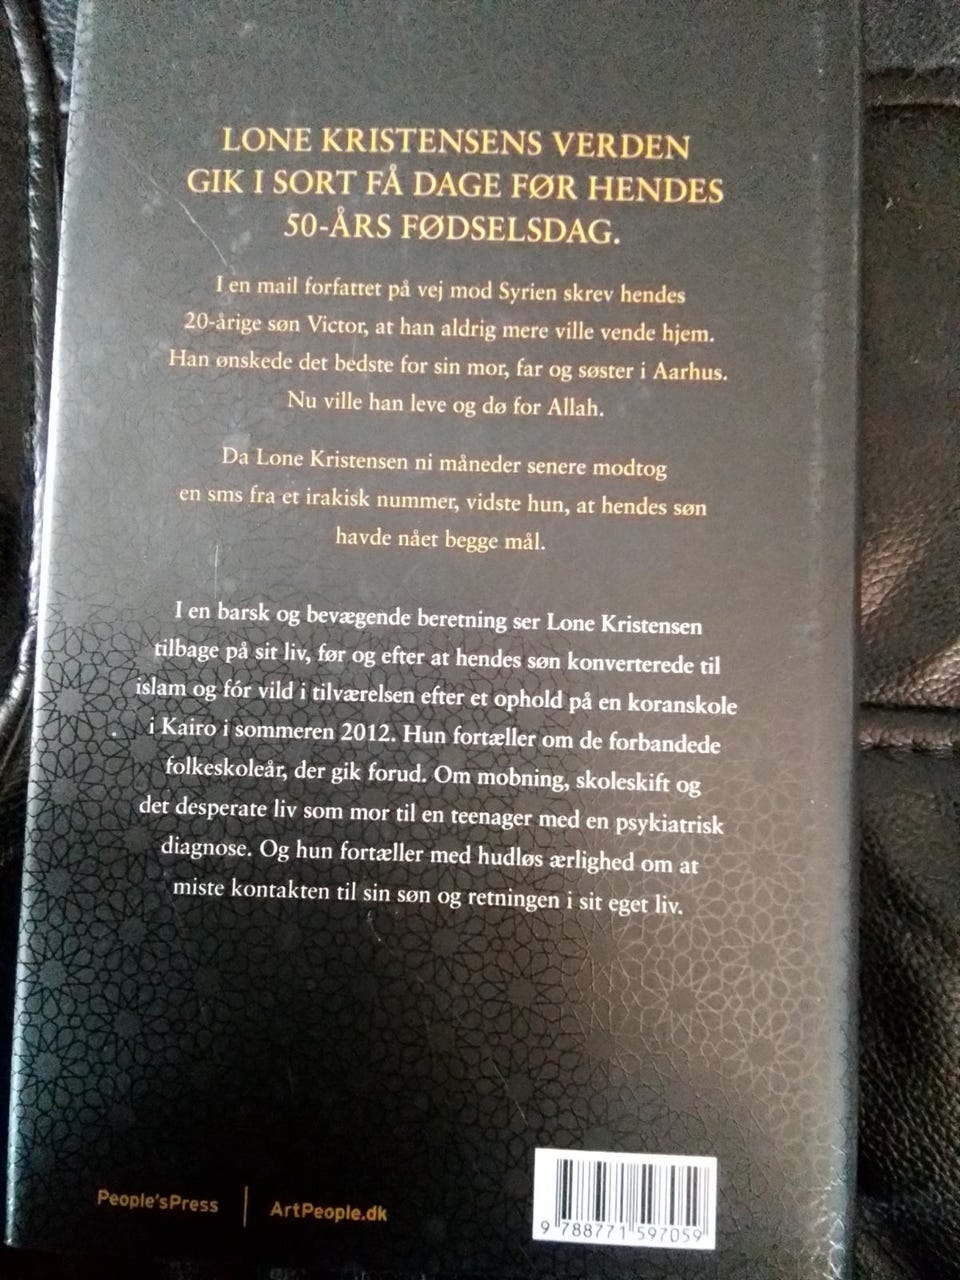 LONE KRISTENSENS VERDEN
GIK I SORT FÅ DAGE FØR HENDES
50-ÅRS FØDSELSDAG.
I en mail forfattet på vej mod Syrien skrev hendes
20-årige søn Victor, at han aldrig mere ville vende hjem.
Han ønskede det bedste for sin mor, far og søster i Aarhus.
Nu ville han leve og dø for Allah.
Da Lone Kristensen ni måneder senere modtog
en sms fra et irakisk nummer, vidste hun, at hendes søn
havde nået begge mål.
I en barsk og bevægende beretning ser Lone Kristensen
tilbage på sit liv, før og efter at hendes søn konverterede til
islam og fór vild i tilværelsen efter et ophold på en koranskole
i Kairo i sommeren 2012. Hun fortæller om de forbandede
folkeskoleår, der gik forud. Om mobning, skoleskift og
det desperate liv som mor til en teenager med en psykiatrisk
diagnose. Og hun fortæller med hudløs ærlighed om at
miste kontakten til sin søn og retningen i sit eget liv.
People'sPress | ArtPeople.dk
9 788771 597059